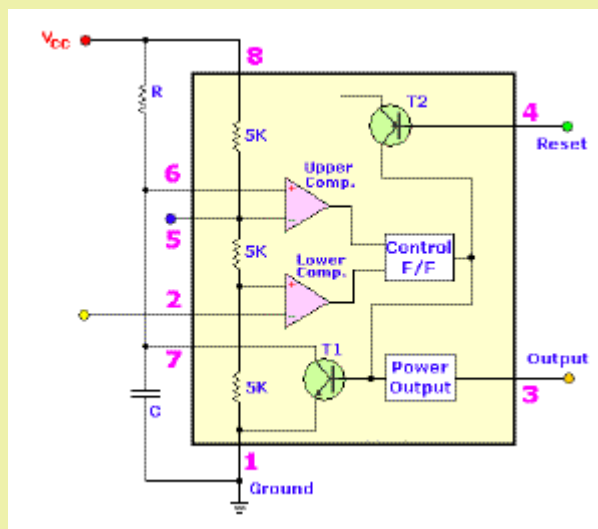 VCC
8
R
T2
4
Reset
5K
6
Upper
Comp.
5
5K
Control
F/F
Lower
Comp.
2
7
T1
Power
Output
Output
3
5K
C
1
Ground